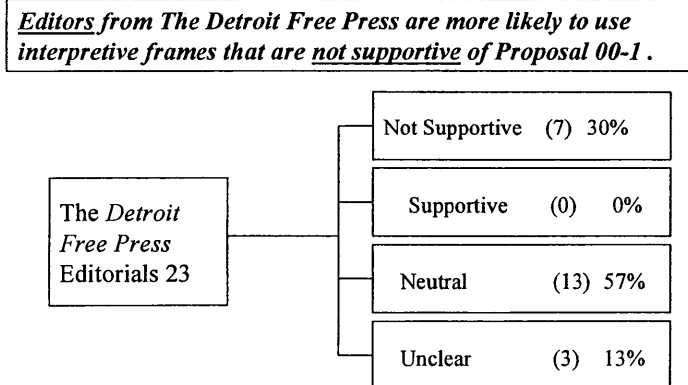 Editors from The Detroit Free Press are more likely to use
interpretive frames that are not supportive of Proposal 00-1 .
Not Supportive (7) 30%
The Detroit
Free Press
Editorials 23
Supportive (0) 0%
Neutral (13) 57%
Unclear (3) 13%